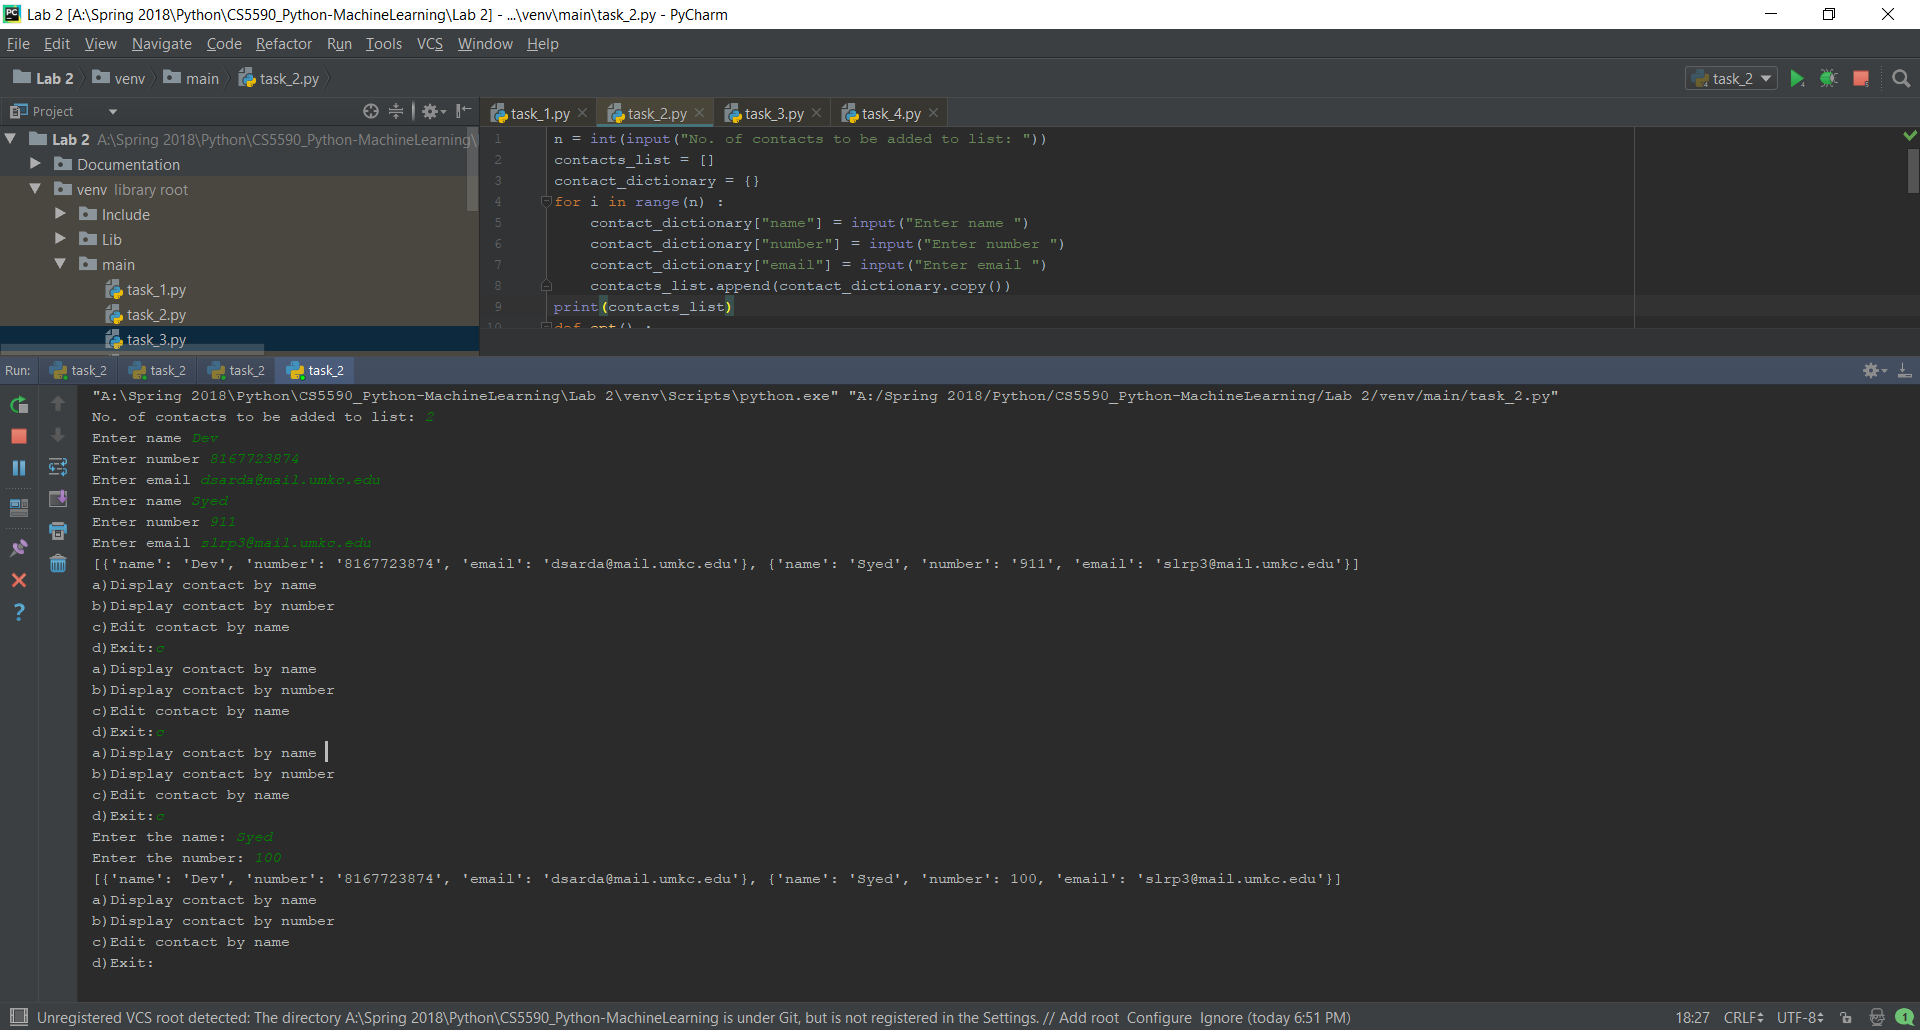 PC Lab 2 [A:\Spring 2018\Python\CS5590_Python-MachineLearning\Lab 2] - ...\venv\main\task_2.py - PyCharm
File Edit View Navigate Code Refactor Run Tools VCS Window Help
Lab 2 venv main task_2.py task_2
Project
task_1.py task_2.py task_3.py task_4.py
Lab 2 A:\Spring 2018\Python\CS5590_Python-MachineLearning\
Documentation
venv library root
Include
Lib
main
task_1.py
task_2.py
task_3.py
1 n = int(input("No. of contacts to be added to list: "))
2 contacts_list = []
3 contact_dictionary = {}
4 for i in range(n) :
5 contact_dictionary["name"] = input("Enter name ")
6 contact_dictionary["number"] = input("Enter number ")
7 contact_dictionary["email"] = input("Enter email ")
8 contacts_list.append(contact_dictionary.copy())
9 print(contacts_list)
10 def opt() :
Run: task_2 task_2 task_2 task_2
"A:\Spring 2018\Python\CS5590_Python-MachineLearning\Lab 2\venv\Scripts\python.exe" "A:/Spring 2018/Python/CS5590_Python-MachineLearning/Lab 2/venv/main/task_2.py"
No. of contacts to be added to list: 2
Enter name Dev
Enter number 8167723874
Enter email dsarda@mail.umkc.edu
Enter name Syed
Enter number 911
Enter email slrp3@mail.umkc.edu
[{'name': 'Dev', 'number': '8167723874', 'email': 'dsarda@mail.umkc.edu'}, {'name': 'Syed', 'number': '911', 'email': 'slrp3@mail.umkc.edu'}]
a)Display contact by name
b)Display contact by number
c)Edit contact by name
d)Exit:c
a)Display contact by name
b)Display contact by number
c)Edit contact by name
d)Exit:c
a)Display contact by name
b)Display contact by number
c)Edit contact by name
d)Exit:c
Enter the name: Syed
Enter the number: 100
[{'name': 'Dev', 'number': '8167723874', 'email': 'dsarda@mail.umkc.edu'}, {'name': 'Syed', 'number': 100, 'email': 'slrp3@mail.umkc.edu'}]
a)Display contact by name
b)Display contact by number
c)Edit contact by name
d)Exit:
Unregistered VCS root detected: The directory A:\Spring 2018\Python\CS5590_Python-MachineLearning is under Git, but is not registered in the Settings. // Add root Configure Ignore (today 6:51 PM) 18:27 CRLF UTF-8 1